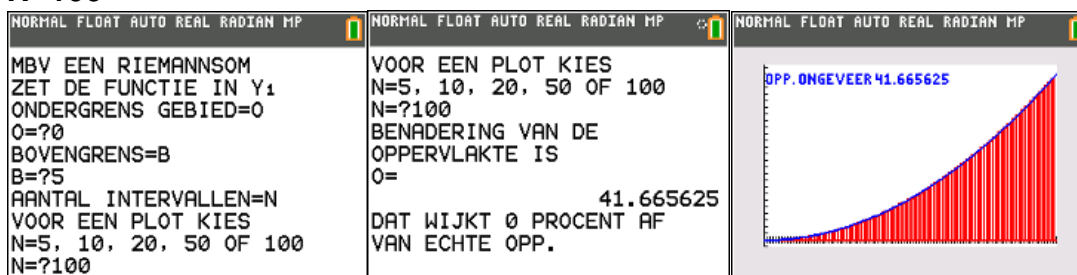 NORMAL FLOAT AUTO REAL RADIAN MP
MBV EEN RIEMANNSOM
ZET DE FUNCTIE IN Y₁
ONDERGRENS GEBIED=O
O=?0
BOVENGRENS=B
B=?5
AANTAL INTERVALLEN=N
VOOR EEN PLOT KIES
N=5, 10, 20, 50 OF 100
N=?100
NORMAL FLOAT AUTO REAL RADIAN MP
VOOR EEN PLOT KIES
N=5, 10, 20, 50 OF 100
N=?100
BENADERING VAN DE
OPPERVLAKTE IS
O=
41.665625
DAT WIJKT 0 PROCENT AF
VAN ECHTE OPP.
NORMAL FLOAT AUTO REAL RADIAN MP
OPP. ONGEVEER 41.665625